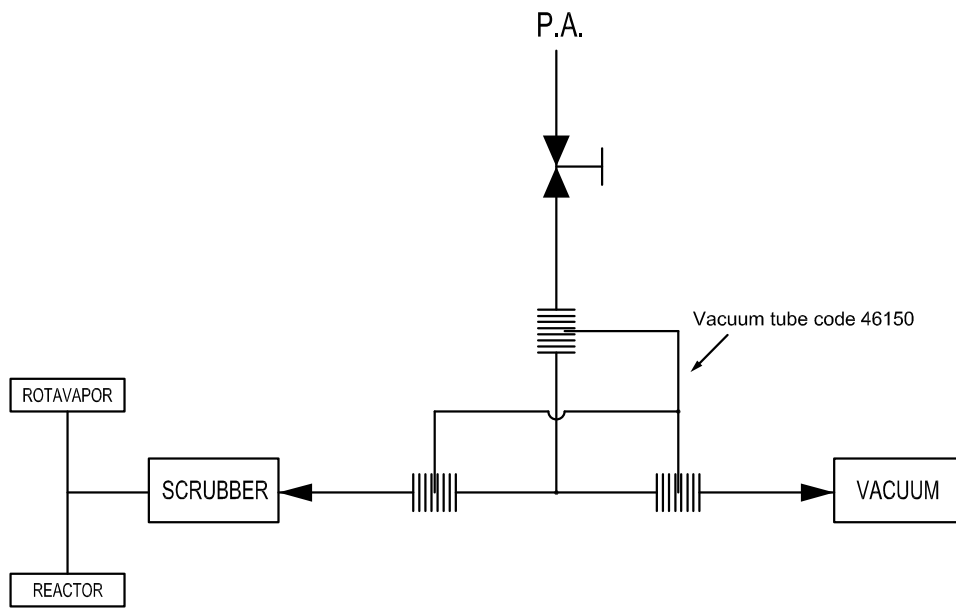 P.A.
Vacuum tube code 46150
ROTAVAPOR
SCRUBBER
VACUUM
REACTOR